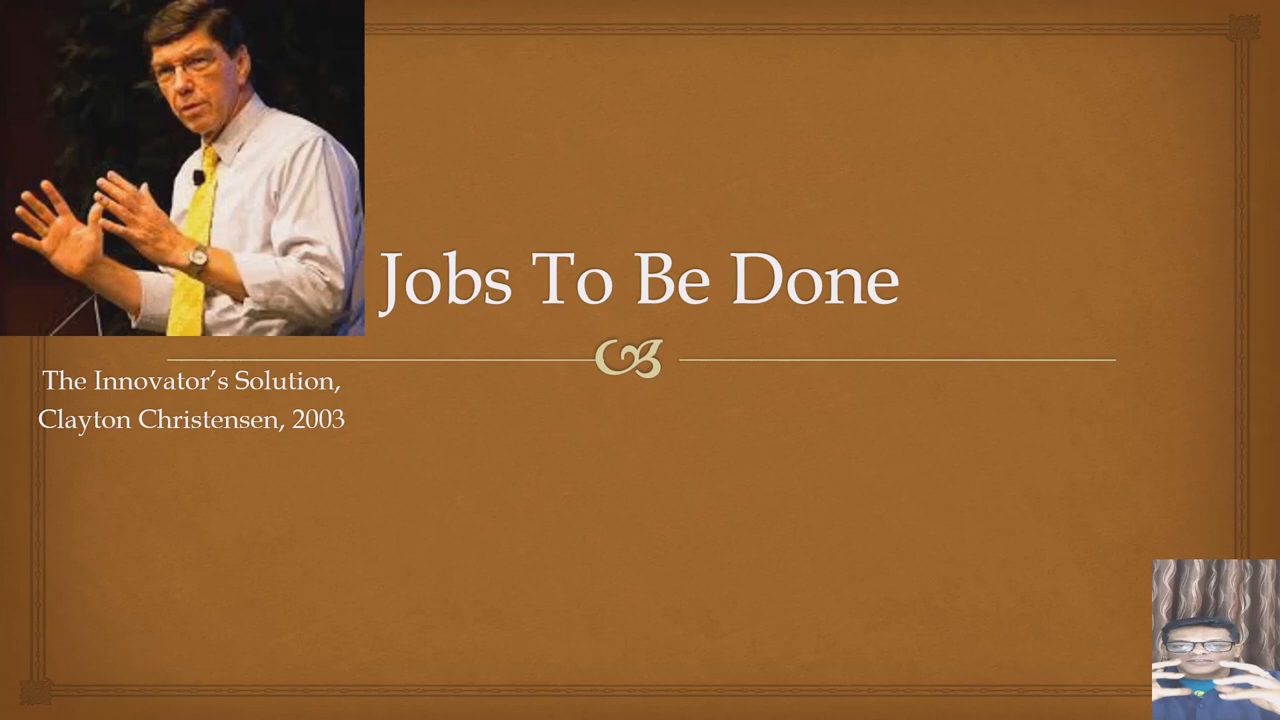 Jobs To Be Done
The Innovator’s Solution,
Clayton Christensen, 2003